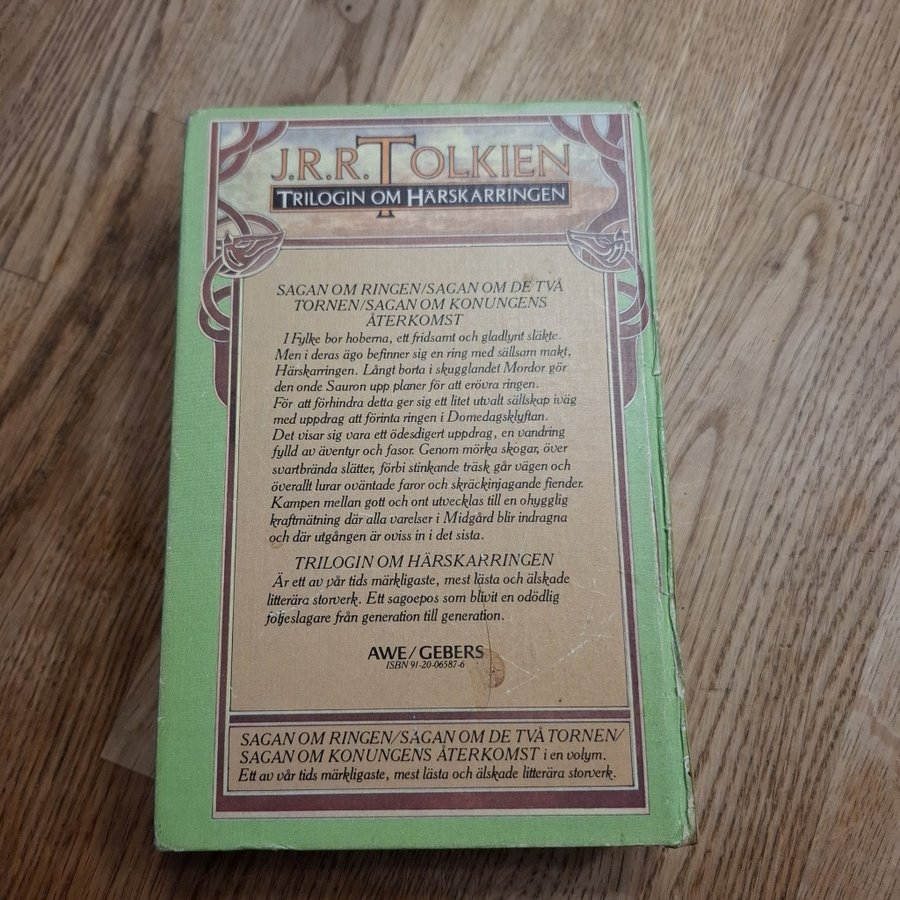 J.R.R. TOLKIEN
TRILOGIN OM HÄRSKARRINGEN
SAGAN OM RINGEN/SAGAN OM DE TVÅ
TORNEN/SAGAN OM KONUNGENS
ÅTERKOMST
I Fylke bor hoberna, ett fridsamt och gladlynt släkte.
Men i deras ägo befinner sig en ring med sällsam makt,
Härskarringen. Långt borta i skugglandet Mordor gör
den onde Sauron upp planer för att erövra ringen.
För att förhindra detta ger sig ett litet utvalt sällskap iväg
med uppdrag att förinta ringen i Domedagsklyftan.
Det visar sig vara ett ödesdigert uppdrag, en vandring
fylld av äventyr och fasor. Genom mörka skogar, över
svartbrända slätter, förbi stinkande träsk går vägen och
överallt lurar oväntade faror och skräckinjagande fiender.
Kampen mellan gott och ont utvecklas till en ohygglig
kraftmätning där alla varelser i Midgård blir indragna
och där utgången är oviss in i det sista.
TRILOGIN OM HÄRSKARRINGEN
Är ett av vår tids märkligaste, mest lästa och älskade
litterära storverk. Ett sagoepos som blivit en odödlig
följeslagare från generation till generation.
AWE/GEBERS
ISBN 91-20-06587-6
SAGAN OM RINGEN/SAGAN OM DE TVÅ TORNEN/
SAGAN OM KONUNGENS ÅTERKOMST i en volym.
Ett av vår tids märkligaste, mest lästa och älskade litterära storverk.